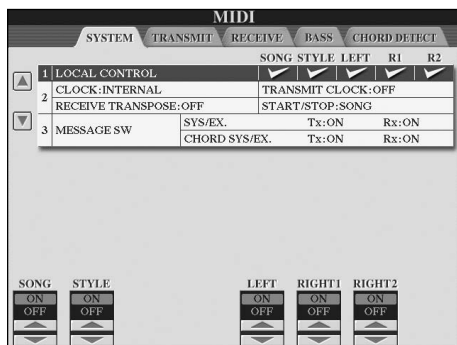 MIDI
SYSTEM TRANSMIT RECEIVE BASS CHORD DETECT
SONG STYLE LEFT R1 R2
1 LOCAL CONTROL
2 CLOCK:INTERNAL TRANSMIT CLOCK:OFF
RECEIVE TRANSPOSE:OFF START/STOP:SONG
3 MESSAGE SW SYS/EX. Tx:ON Rx:ON
CHORD SYS/EX. Tx:ON Rx:ON
SONG STYLE LEFT RIGHT1 RIGHT2
ON ON ON ON ON
OFF OFF OFF OFF OFF